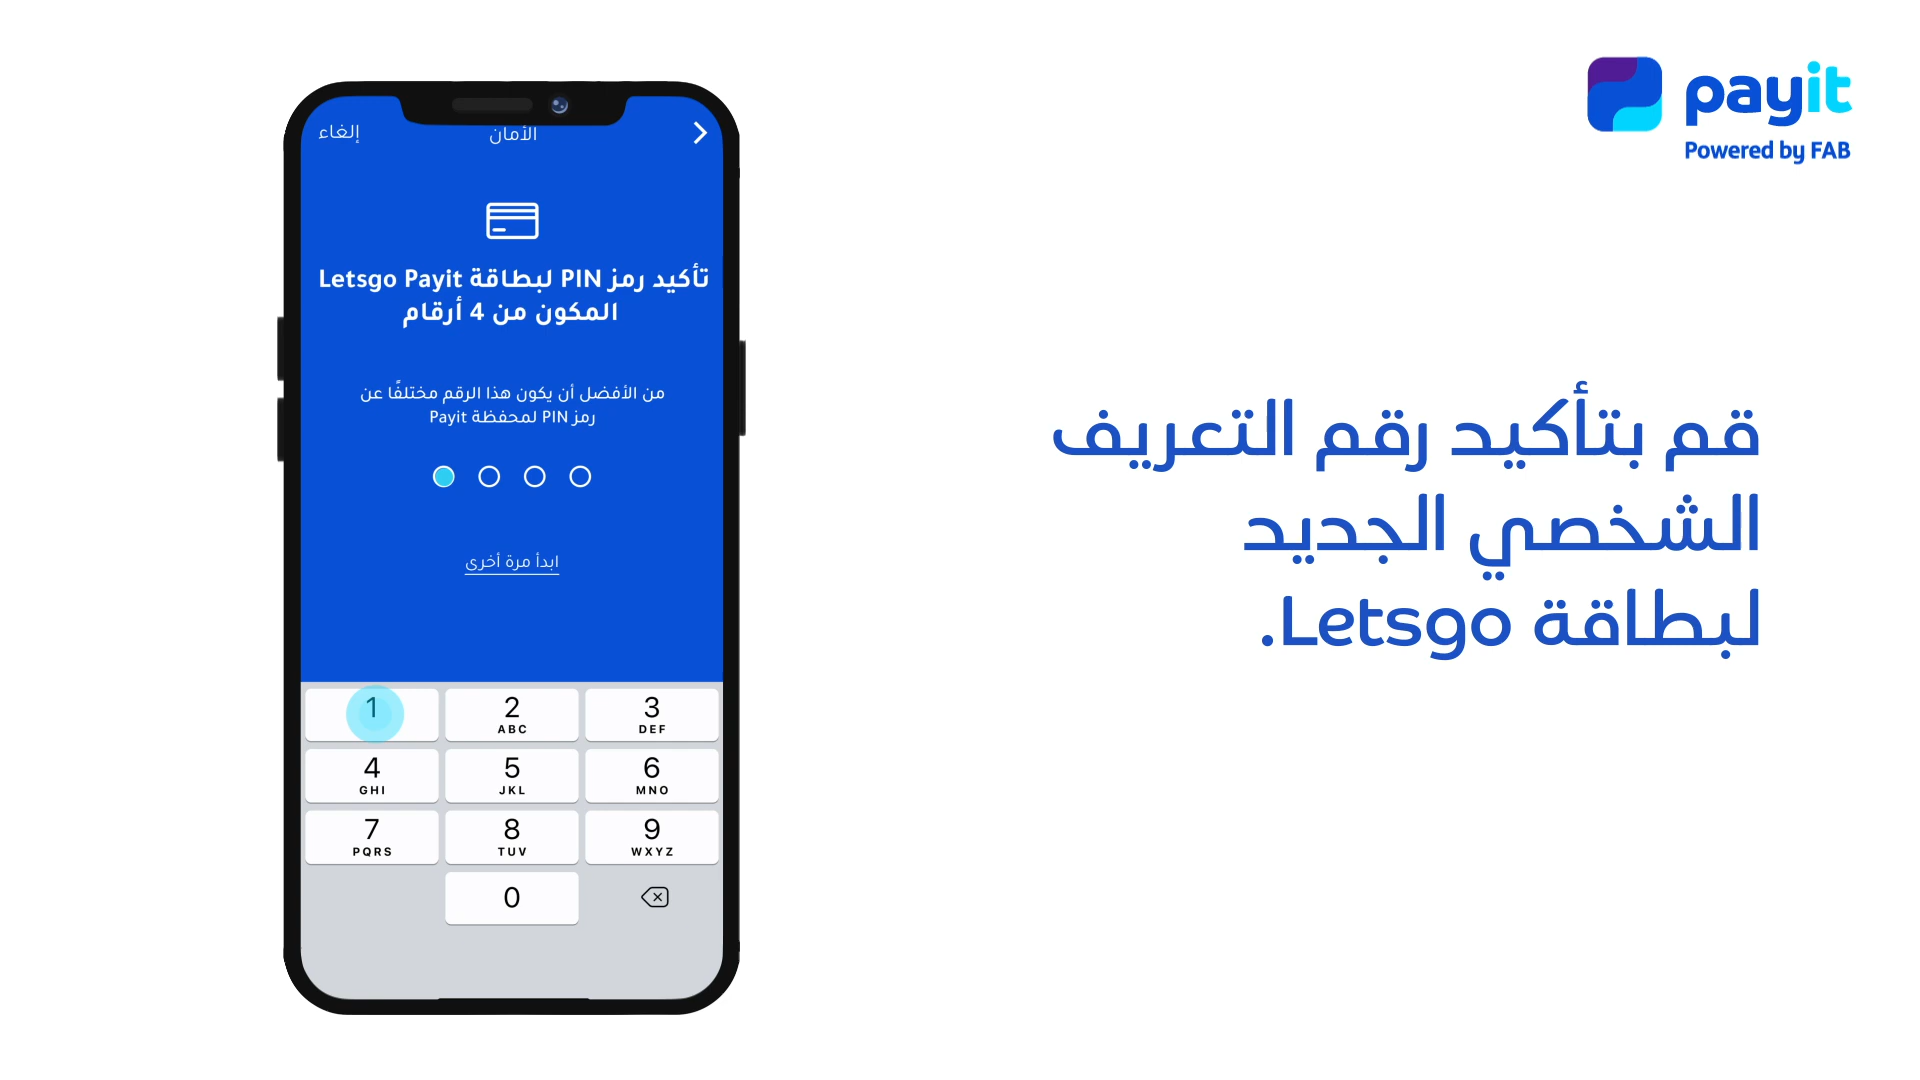 payit
Powered by FAB
إلغاء
الأمان
تأكيد رمز PIN لبطاقة Letsgo Payit
المكون من 4 أرقام
من الأفضل أن يكون هذا الرقم مختلفًا عن
رمز PIN لمحفظة Payit
ابدأ مرة أخرى
1
2
ABC
3
DEF
4
GHI
5
JKL
6
MNO
7
PQRS
8
TUV
9
WXYZ
0
قم بتأكيد رقم التعريف
الشخصي الجديد
لبطاقة Letsgo.